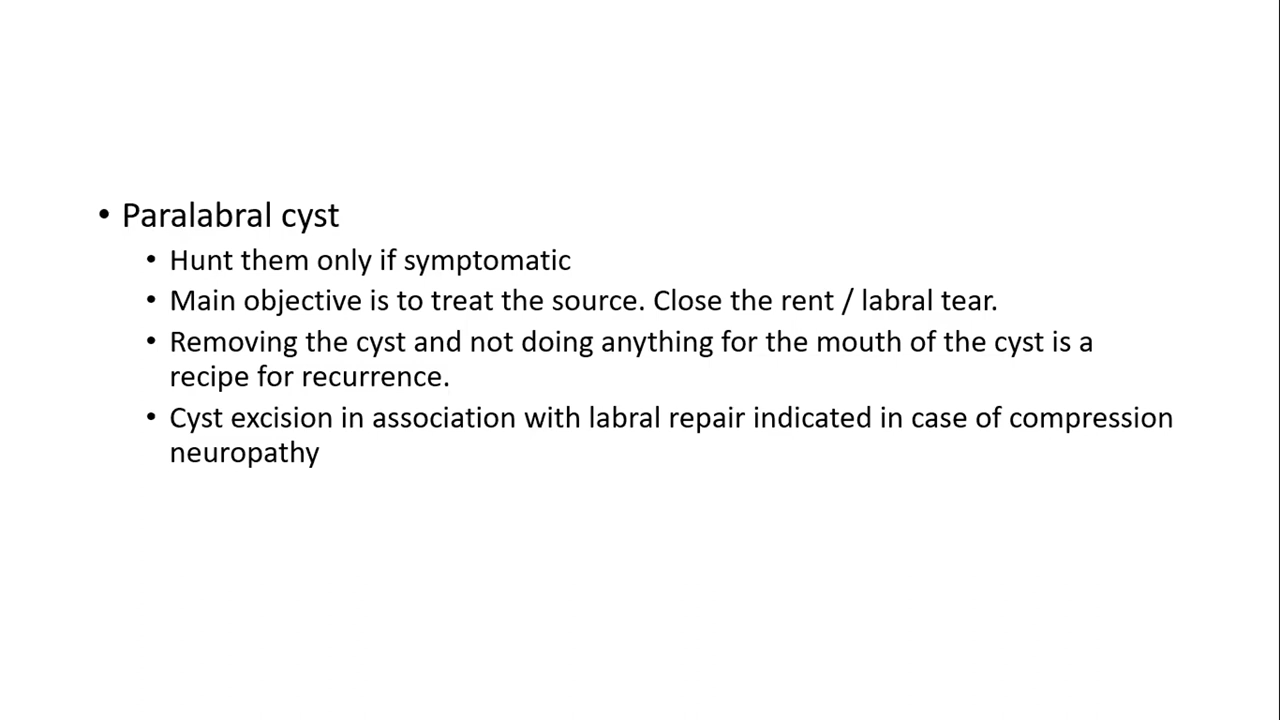 • Paralabral cyst
• Hunt them only if symptomatic
• Main objective is to treat the source. Close the rent / labral tear.
• Removing the cyst and not doing anything for the mouth of the cyst is a
recipe for recurrence.
• Cyst excision in association with labral repair indicated in case of compression
neuropathy